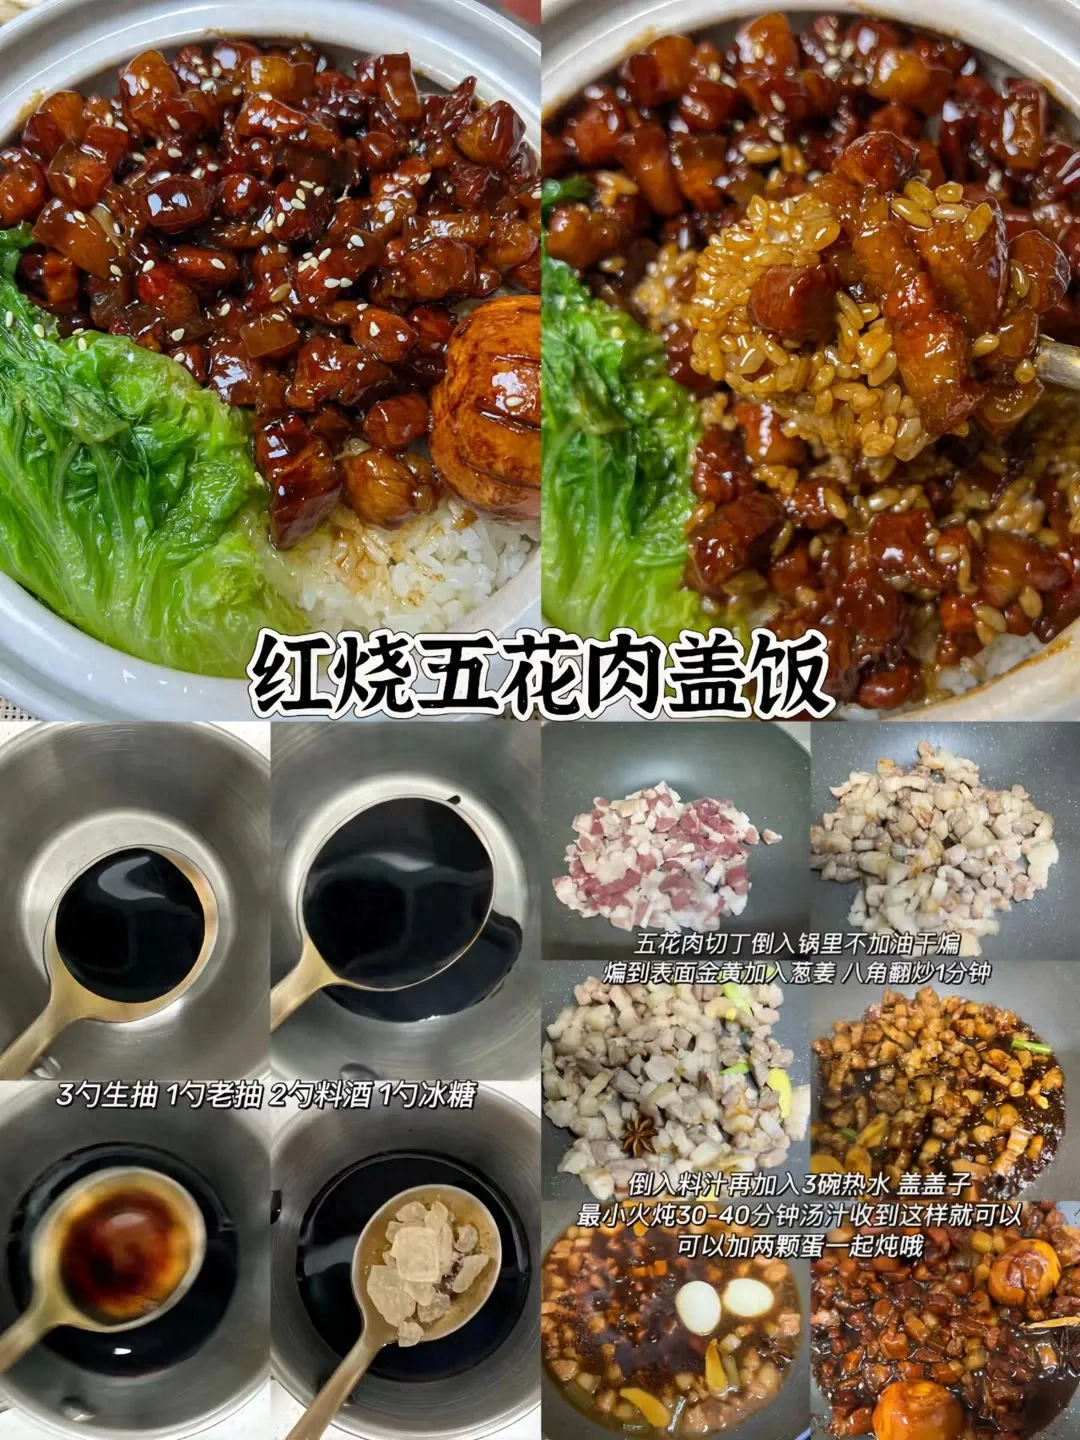 红烧五花肉盖饭
3勺生抽 1勺老抽 2勺料酒 1勺冰糖
五花肉切丁倒入锅里不加油干煸
煸到表面金黄加入葱姜 八角翻炒1分钟
倒入料汁再加入3碗热水 盖盖子
最小火炖30-40分钟汤汁收到这样就可以
可以加两颗蛋一起炖哦